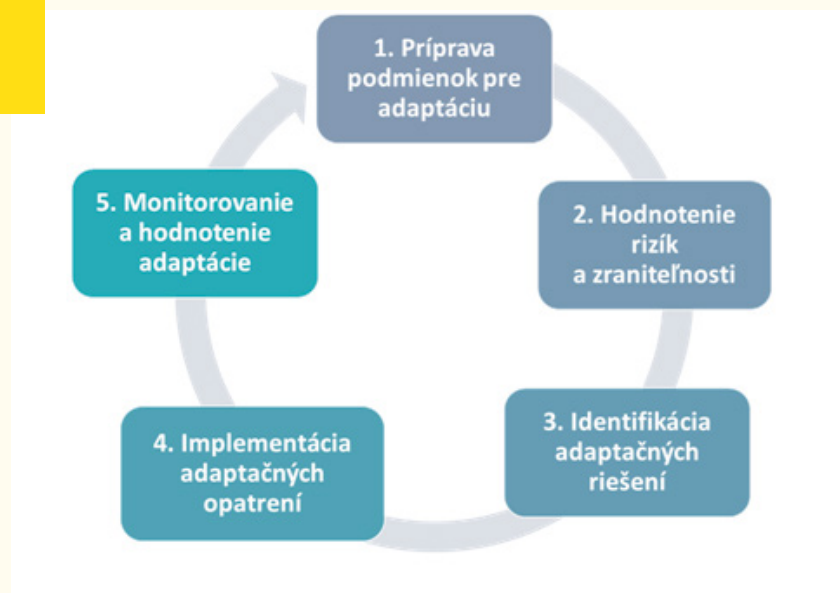 1. Príprava
podmienok pre
adaptáciu
2. Hodnotenie
rizík
a zraniteľnosti
3. Identifikácia
adaptačných
riešení
4. Implementácia
adaptačných
opatrení
5. Monitorovanie
a hodnotenie
adaptácie